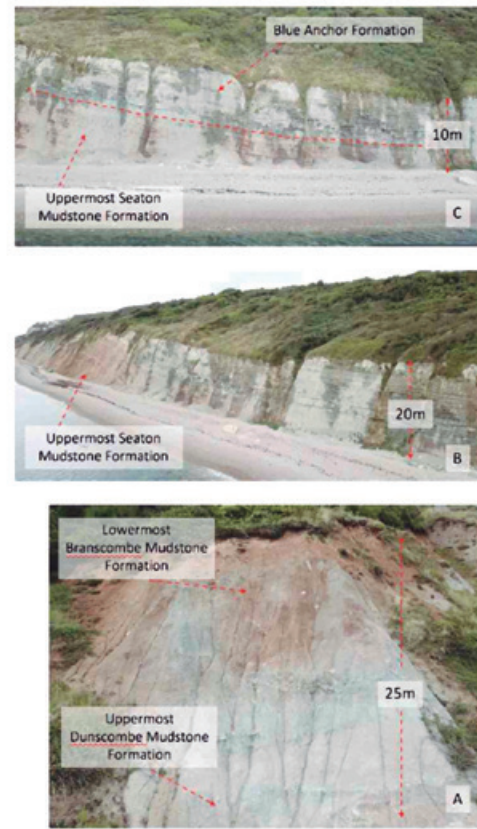 Blue Anchor Formation
10m
Uppermost Seaton
Mudstone Formation
C
Uppermost Seaton
Mudstone Formation
20m
B
Lowermost
Branscombe Mudstone
Formation
25m
Uppermost
Dunscombe Mudstone
Formation
A